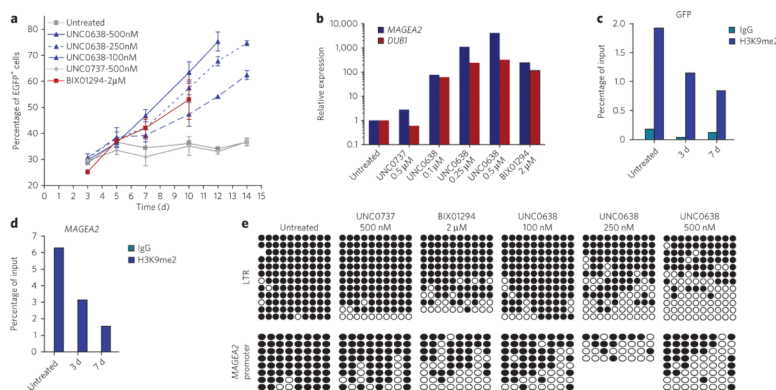 a
Percentage of EGFP⁺ cells
80
70
60
50
40
30
20
Untreated
UNC0638-500nM
UNC0638-250nM
UNC0638-100nM
UNC0737-500nM
BIX01294-2µM
0 1 2 3 4 5 6 7 8 9 10 11 12 13 14 15
Time (d)
b
Relative expression
10,000
1,000
100
10
1
0.1
MAGEA2
DUB1
Untreated
UNC0737
0.5 µM
UNC0638
0.1 µM
UNC0638
0.25 µM
UNC0638
0.5 µM
BIX01294
2 µM
c
GFP
Percentage of input
2.0
1.5
1.0
0.5
0
IgG
H3K9me2
Untreated
3 d
7 d
d
MAGEA2
Percentage of input
7
6
5
4
3
2
1
0
IgG
H3K9me2
Untreated
3 d
7 d
e
Untreated
UNC0737
500 nM
BIX01294
2 µM
UNC0638
100 nM
UNC0638
250 nM
UNC0638
500 nM
LTR
MAGEA2
promoter